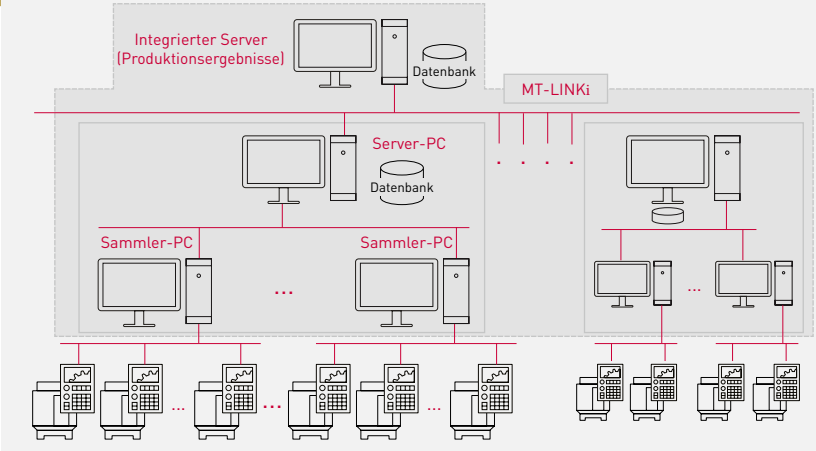 Integrierter Server
(Produktionsergebnisse)
Datenbank
MT-LINKi
Server-PC
Datenbank
Sammler-PC
Sammler-PC
...
...
...
...
...